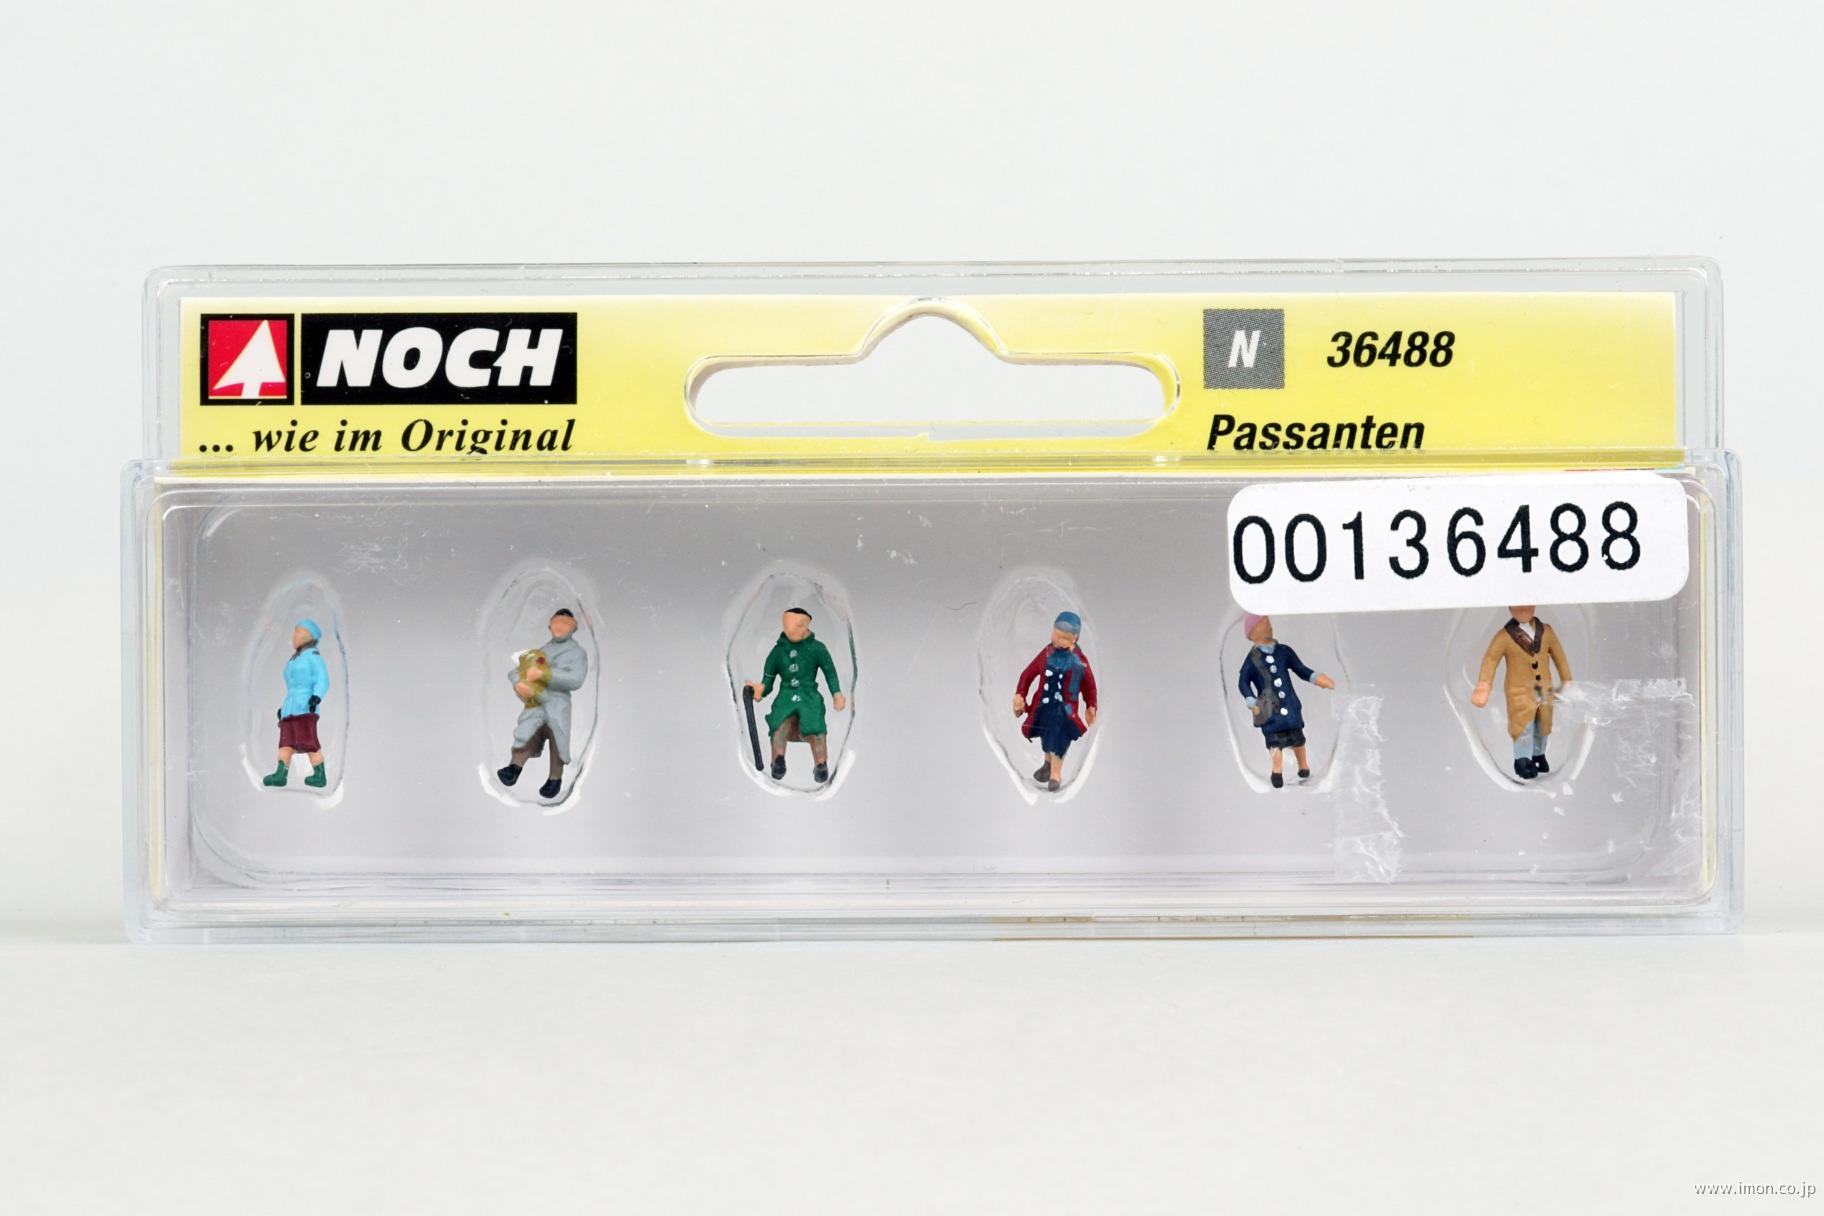 NOCH
... wie im Original
N 36488
Passanten
00136488
www.imon.co.jp